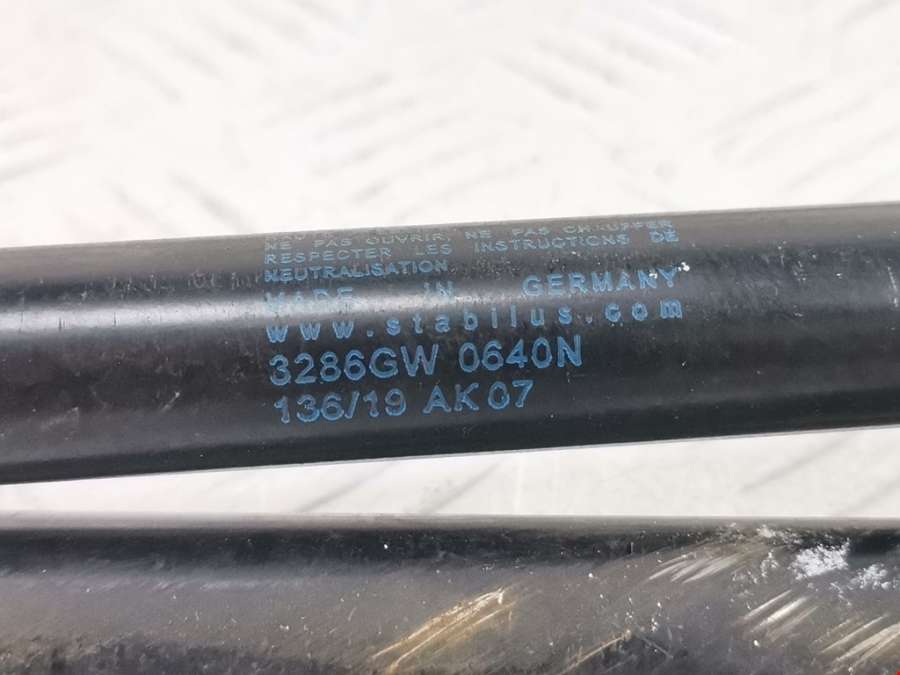 NE PAS OUVRIR, NE PAS CHAUFFER
RESPECTER LES INSTRUCTIONS DE
NEUTRALISATION
MADE IN GERMANY
www.stabilus.com
3286GW 0640N
136/19 AK07